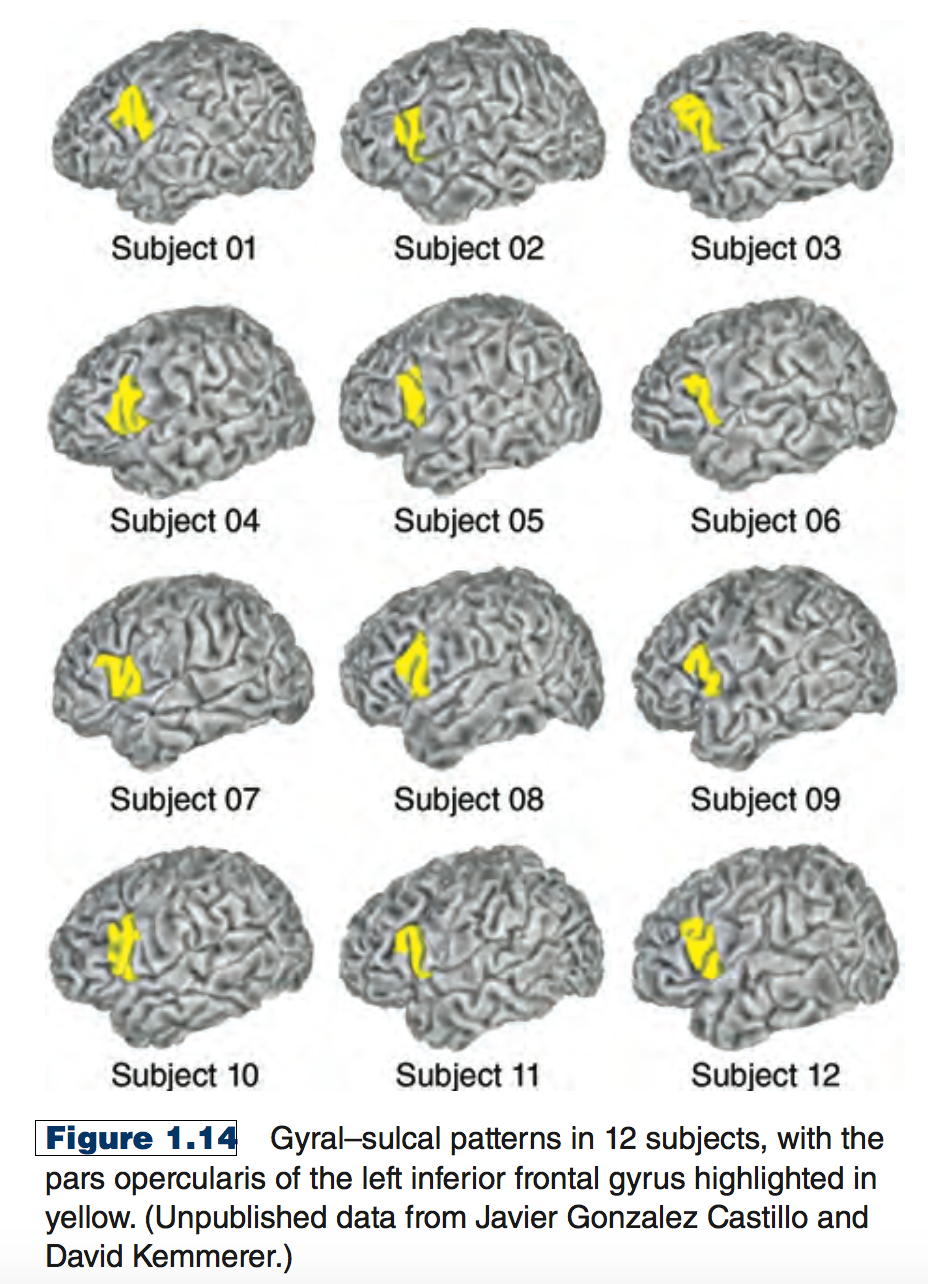 Subject 01
Subject 02
Subject 03
Subject 04
Subject 05
Subject 06
Subject 07
Subject 08
Subject 09
Subject 10
Subject 11
Subject 12
Figure 1.14 Gyral–sulcal patterns in 12 subjects, with the
pars opercularis of the left inferior frontal gyrus highlighted in
yellow. (Unpublished data from Javier Gonzalez Castillo and
David Kemmerer.)